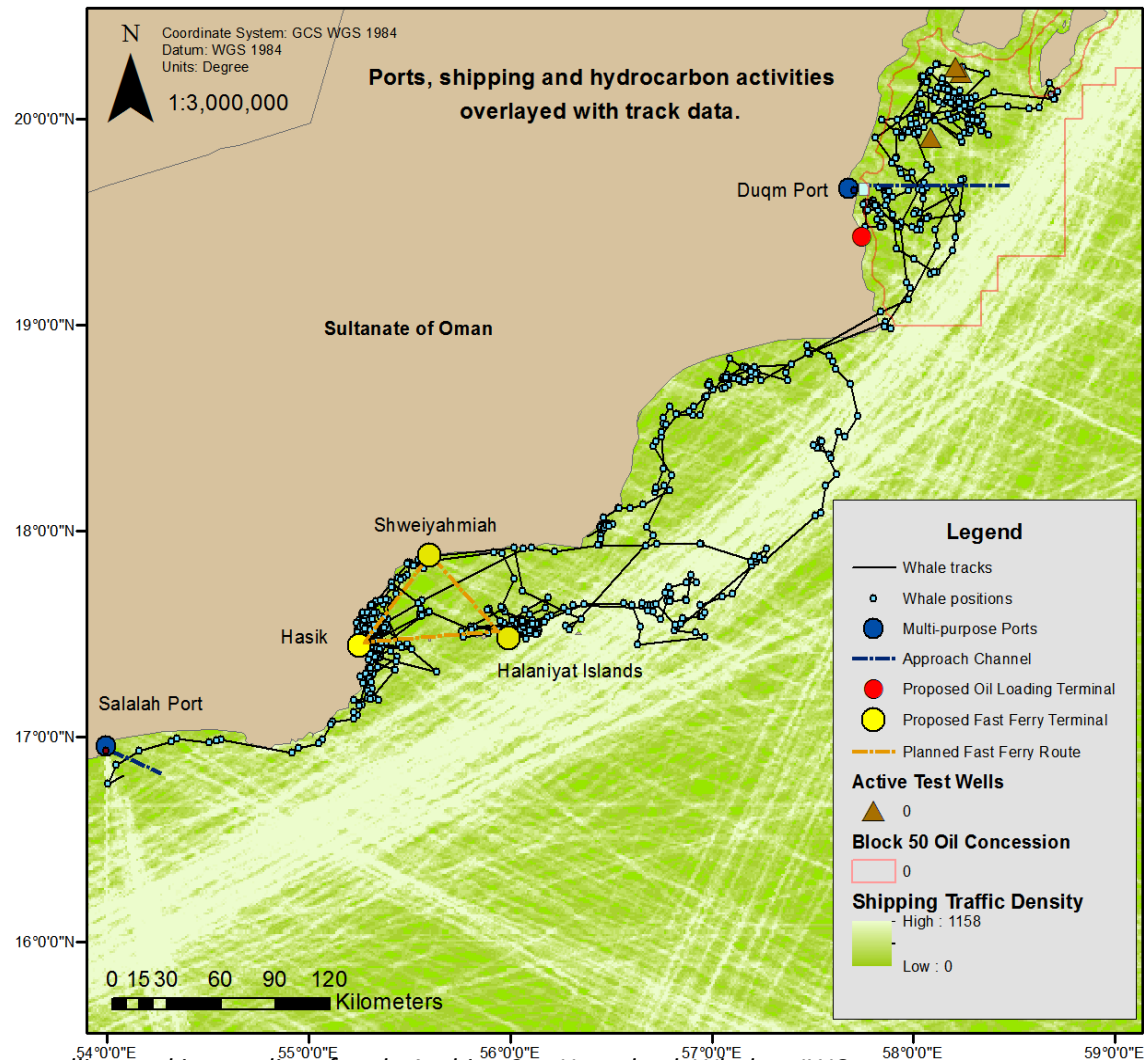 N
Coordinate System: GCS WGS 1984
Datum: WGS 1984
Units: Degree
1:3,000,000
Ports, shipping and hydrocarbon activities
overlayed with track data.
20°0'0"N
Duqm Port
19°0'0"N
Sultanate of Oman
18°0'0"N
Shweiyahmiah
Hasik
Halaniyat Islands
Salalah Port
17°0'0"N
16°0'0"N
Legend
Whale tracks
Whale positions
Multi-purpose Ports
Approach Channel
Proposed Oil Loading Terminal
Proposed Fast Ferry Terminal
Planned Fast Ferry Route
Active Test Wells
0
Block 50 Oil Concession
0
Shipping Traffic Density
High : 1158
Low : 0
0 15 30 60 90 120
Kilometers
54°0'0"E 55°0'0"E 56°0'0"E 57°0'0"E 58°0'0"E 59°0'0"E